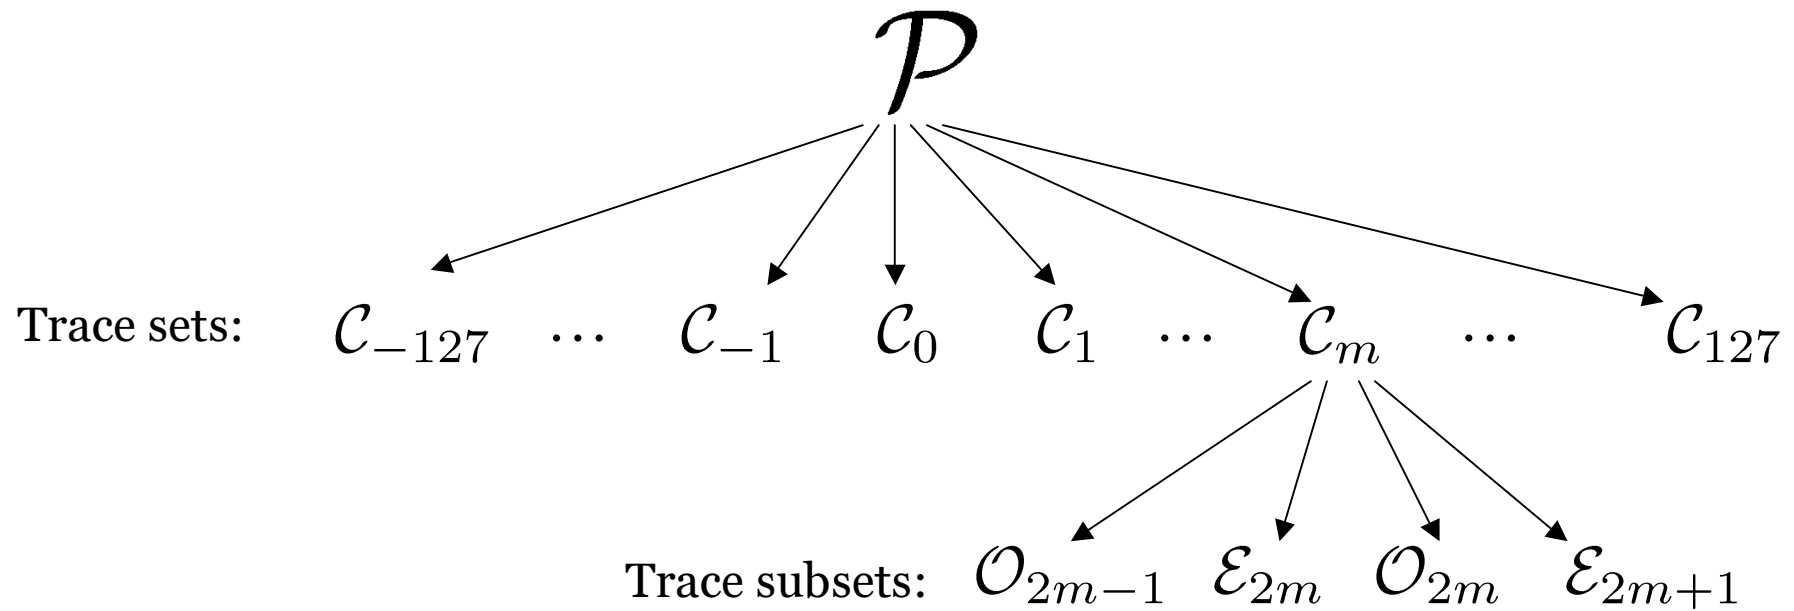 𝒫
Trace sets: 𝒞₋₁₂₇ ... 𝒞₋₁ 𝒞₀ 𝒞₁ ... 𝒞ₘ ... 𝒞₁₂₇
Trace subsets: 𝒪₂ₘ₋₁ ℰ₂ₘ 𝒪₂ₘ ℰ₂ₘ₊₁